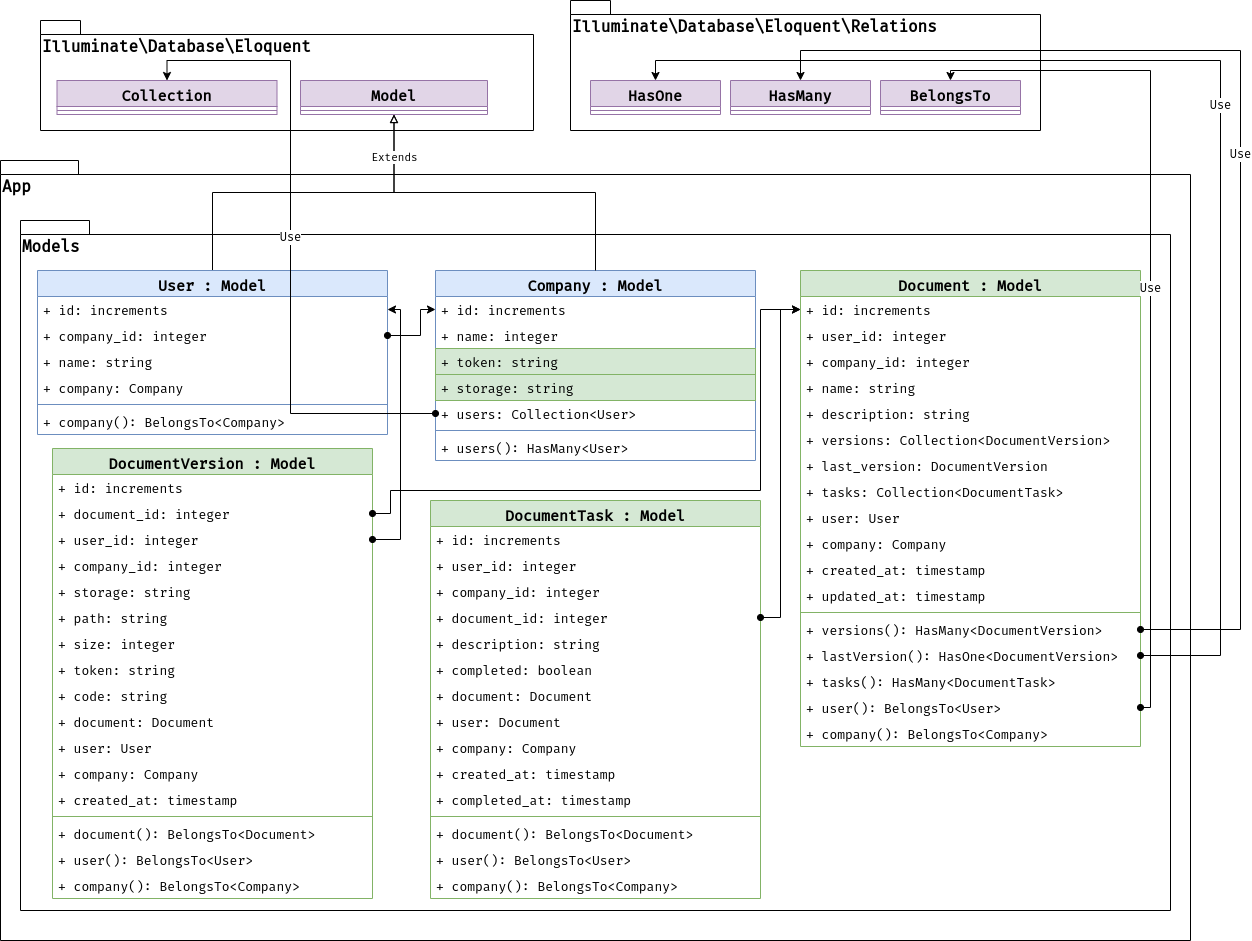 Illuminate\Database\Eloquent
Collection
Model
Illuminate\Database\Eloquent\Relations
HasOne
HasMany
BelongsTo
Use
Use
Extends
App
Use
Models
User : Model
+ id: increments
+ company_id: integer
+ name: string
+ company: Company
+ company(): BelongsTo<Company>
Company : Model
+ id: increments
+ name: integer
+ token: string
+ storage: string
+ users: Collection<User>
+ users(): HasMany<User>
Document : Model
+ id: increments
+ user_id: integer
+ company_id: integer
+ name: string
+ description: string
+ versions: Collection<DocumentVersion>
+ last_version: DocumentVersion
+ tasks: Collection<DocumentTask>
+ user: User
+ company: Company
+ created_at: timestamp
+ updated_at: timestamp
+ versions(): HasMany<DocumentVersion>
+ lastVersion(): HasOne<DocumentVersion>
+ tasks(): HasMany<DocumentTask>
+ user(): BelongsTo<User>
+ company(): BelongsTo<Company>
Use
DocumentVersion : Model
+ id: increments
+ document_id: integer
+ user_id: integer
+ company_id: integer
+ storage: string
+ path: string
+ size: integer
+ token: string
+ code: string
+ document: Document
+ user: User
+ company: Company
+ created_at: timestamp
+ document(): BelongsTo<Document>
+ user(): BelongsTo<User>
+ company(): BelongsTo<Company>
DocumentTask : Model
+ id: increments
+ user_id: integer
+ company_id: integer
+ document_id: integer
+ description: string
+ completed: boolean
+ document: Document
+ user: Document
+ company: Company
+ created_at: timestamp
+ completed_at: timestamp
+ document(): BelongsTo<Document>
+ user(): BelongsTo<User>
+ company(): BelongsTo<Company>